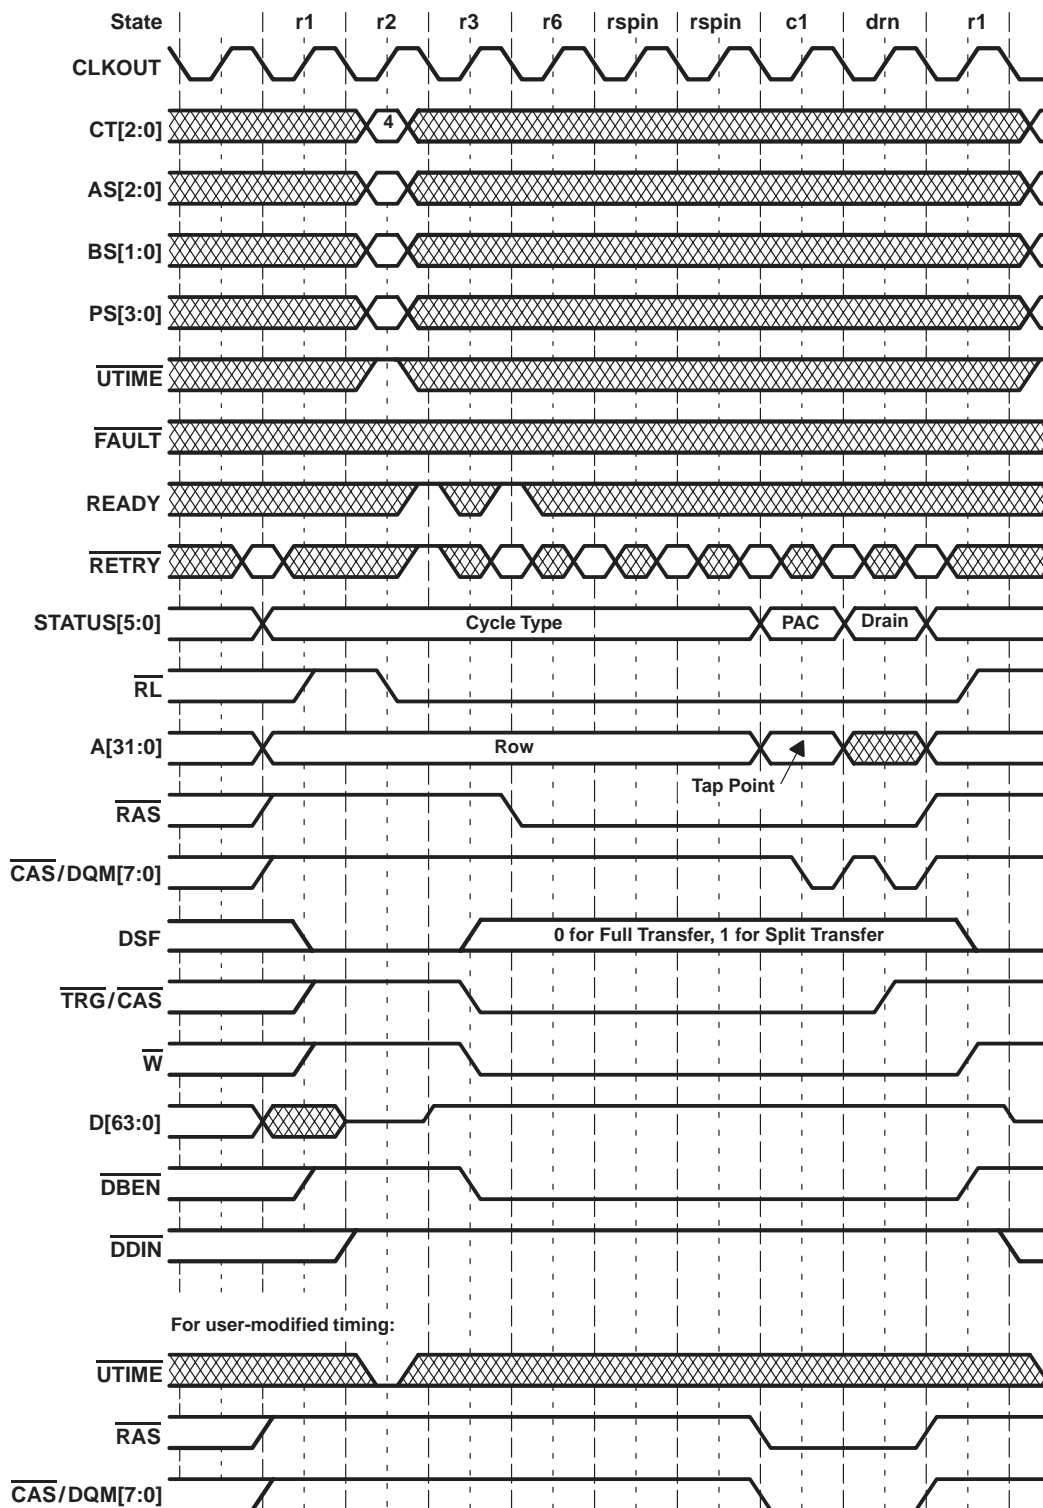 State r1 r2 r3 r6 rspin rspin c1 drn r1
CLKOUT
CT[2:0] 4
AS[2:0]
BS[1:0]
PS[3:0]
UTIME
FAULT
READY
RETRY
STATUS[5:0] Cycle Type PAC Drain
RL
A[31:0] Row
Tap Point
RAS
CAS/DQM[7:0]
DSF 0 for Full Transfer, 1 for Split Transfer
TRG/CAS
W
D[63:0]
DBEN
DDIN
For user-modified timing:
UTIME
RAS
CAS/DQM[7:0]